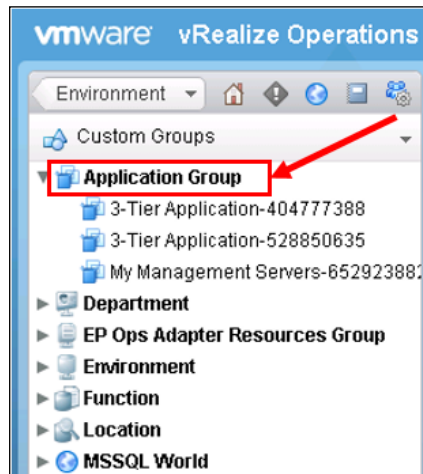 vmware vRealize Operations
Environment
Custom Groups
Application Group
3-Tier Application-404777388
3-Tier Application-528850635
My Management Servers-652923882
Department
EP Ops Adapter Resources Group
Environment
Function
Location
MSSQL World